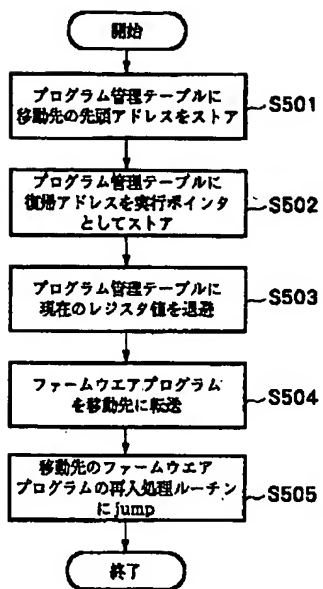 開始
プログラム管理テーブルに
移動先の先頭アドレスをストア
S501
プログラム管理テーブルに
復帰アドレスを実行ポインタ
としてストア
S502
プログラム管理テーブルに
現在のレジスタ値を退避
S503
ファームウエアプログラム
を移動先に転送
S504
移動先のファームウエア
プログラムの再入処理ルーチン
にjump
S505
終了